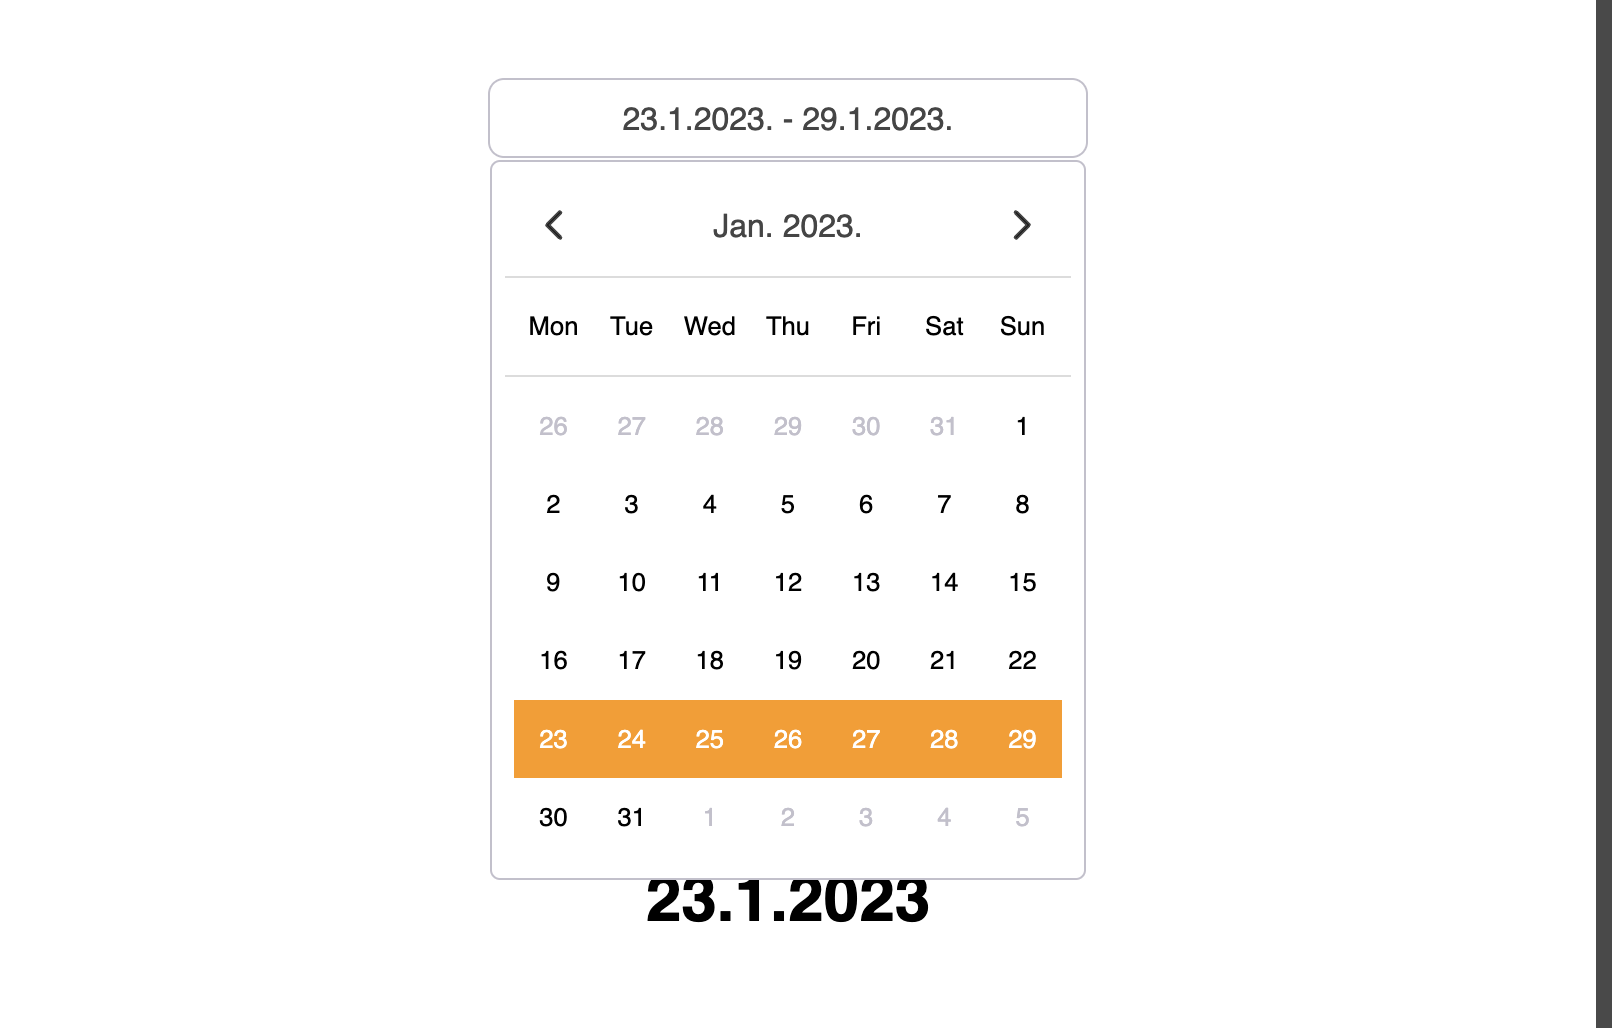 23.1.2023. - 29.1.2023.
Jan. 2023.
Mon Tue Wed Thu Fri Sat Sun
26 27 28 29 30 31 1
2 3 4 5 6 7 8
9 10 11 12 13 14 15
16 17 18 19 20 21 22
23 24 25 26 27 28 29
30 31 1 2 3 4 5
23.1.2023